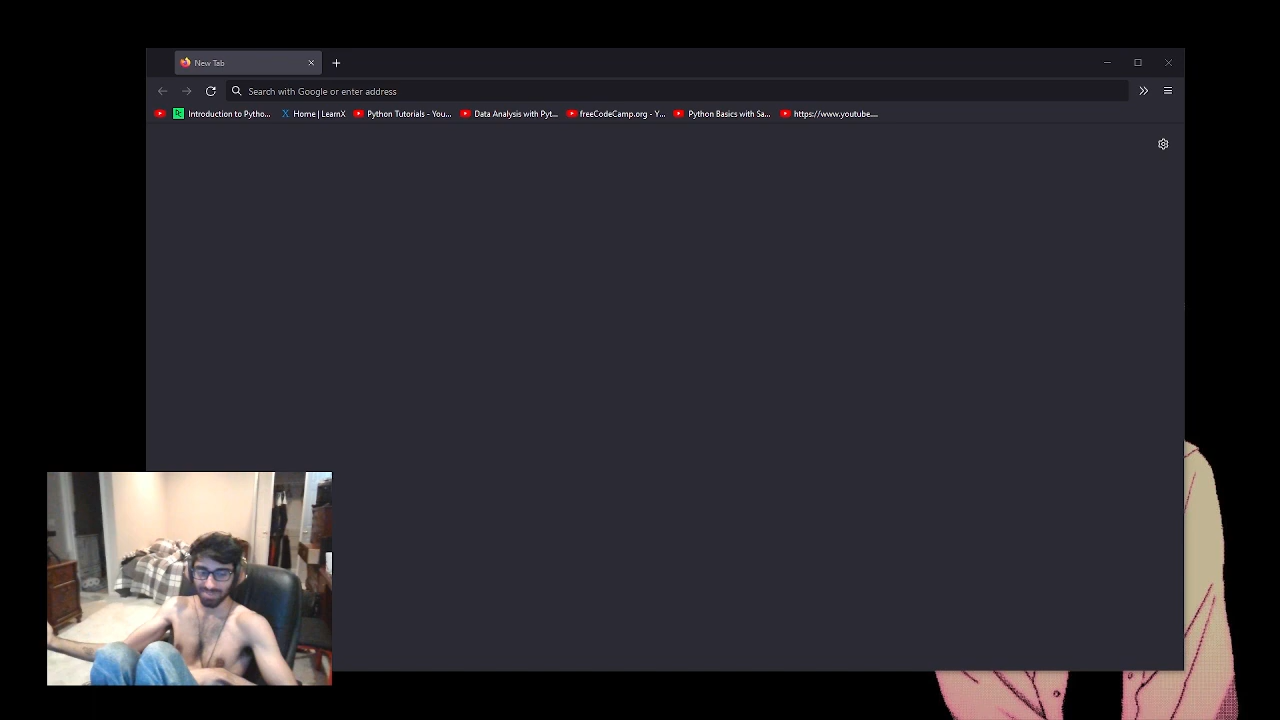 New Tab
Search with Google or enter address
Introduction to Pytho... Home | LearnX Python Tutorials - You... Data Analysis with Pyt... freeCodeCamp.org - Y... Python Basics with Sa... https://www.youtube....